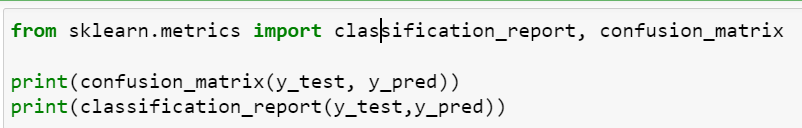 from sklearn.metrics import classification_report, confusion_matrix
print(confusion_matrix(y_test, y_pred))
print(classification_report(y_test,y_pred))